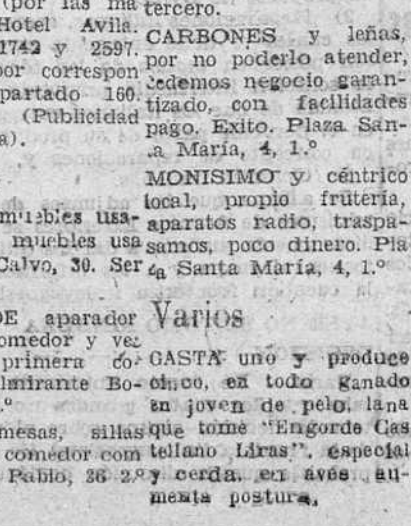 (por las ma
Hotel Avila.
1742 y 2597.
por correspon
partado 160.
(Publicidad
a).
muebles usa-
muebles usa
Calvo, 30. Ser
DE aparador
comedor y vez
primera co-
lmirante Bo-
.º
mesas, sillas
comedor com
Pablo, 26 2.º
tercero.
CARBONES y leñas,
por no poderlo atender,
cedemos negocio garan-
tizado, con facilidades
pago. Exito. Plaza San-
ta María, 4, 1.º
MONISIMO y céntrico
local, propio frutería,
aparatos radio, traspa-
samos, poco dinero. Pla
za Santa María, 4, 1.º
Varios
GASTA uno y produce
cinco, en todo ganado
en joven de pelo, lana
que tome "Engorde Cas
tellano Liras". especial
y cerda. en aves au-
menta postura.